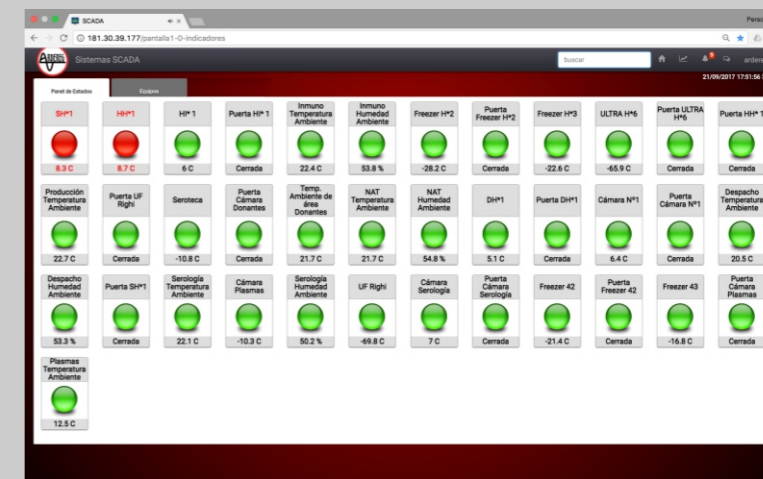 SCADA
Perso
181.30.39.177/pantalla1-0-indicadores
Sistemas SCADA
buscar
21/09/2017 17:51:56
Panel de Estados
Equipos
SH*1
HH*1
HI* 1
Puerta HI* 1
Inmuno
Temperatura
Ambiente
Inmuno
Humedad
Ambiente
Freezer H*2
Puerta
Freezer H*2
Freezer H*3
ULTRA H*6
Puerta ULTRA
H*6
Puerta HH* 1
8.3 C
8.7 C
6 C
Cerrada
22.4 C
53.8 %
-28.2 C
Cerrada
-22.6 C
-65.9 C
Cerrada
Cerrada
Producción
Temperatura
Ambiente
Puerta UF
Righi
Seroteca
Puerta
Cámara
Donantes
Temp.
Ambiente de
área
Donantes
NAT
Temperatura
Ambiente
NAT
Humedad
Ambiente
DH*1
Puerta DH*1
Cámara Nº1
Puerta
Cámara Nº1
Despacho
Temperatura
Ambiente
22.7 C
Cerrada
-10.8 C
Cerrada
21.7 C
21.7 C
54.8 %
5.1 C
Cerrada
6.4 C
Cerrada
20.5 C
Despacho
Humedad
Ambiente
Puerta SH*1
Serología
Temperatura
Ambiente
Cámara
Plasmas
Serología
Humedad
Ambiente
UF Righi
Cámara
Serología
Puerta
Cámara
Serología
Freezer 42
Puerta
Freezer 42
Freezer 43
Puerta
Cámara
Plasmas
53.3 %
Cerrada
22.1 C
-10.3 C
50.2 %
-69.8 C
7 C
Cerrada
-21.4 C
Cerrada
-16.8 C
Cerrada
Plasmas
Temperatura
Ambiente
12.5 C